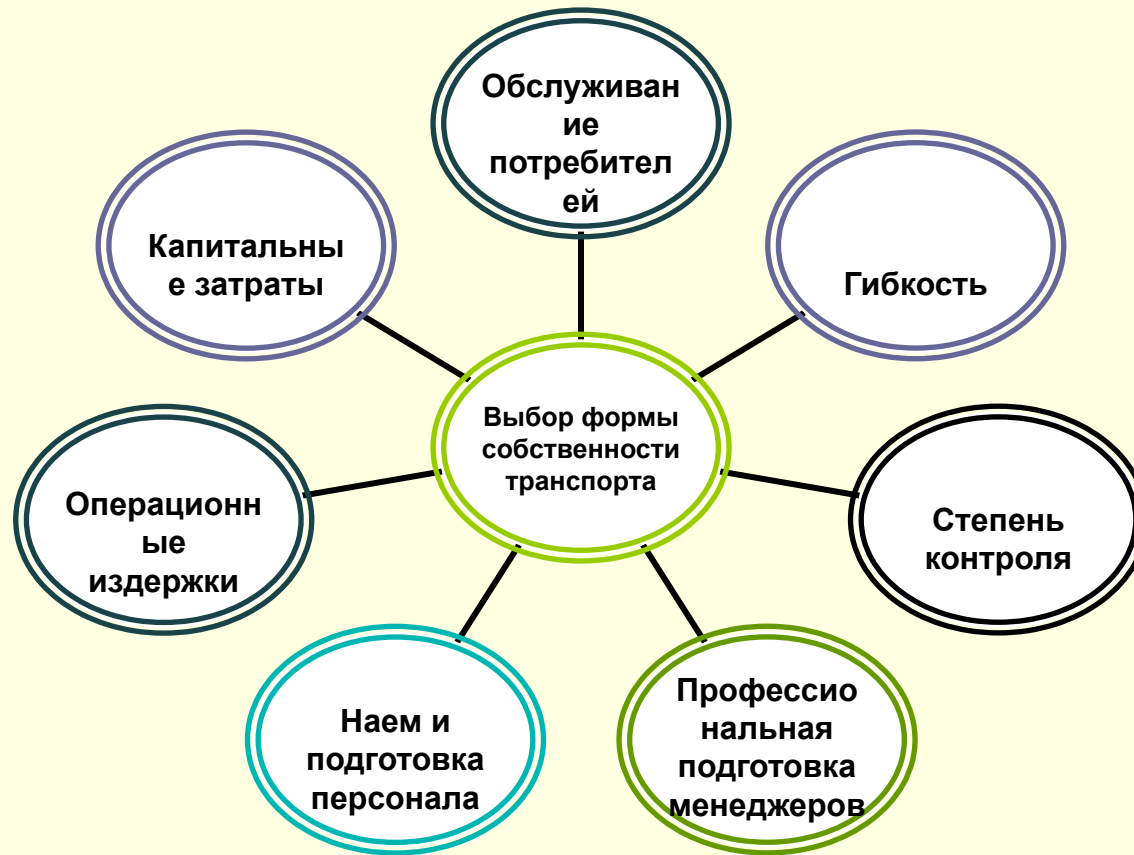 Обслуживан
ие
потребител
ей
Капитальны
е затраты
Гибкость
Выбор формы
собственности
транспорта
Операционн
ые
издержки
Степень
контроля
Наем и
подготовка
персонала
Профессио
нальная
подготовка
менеджеров